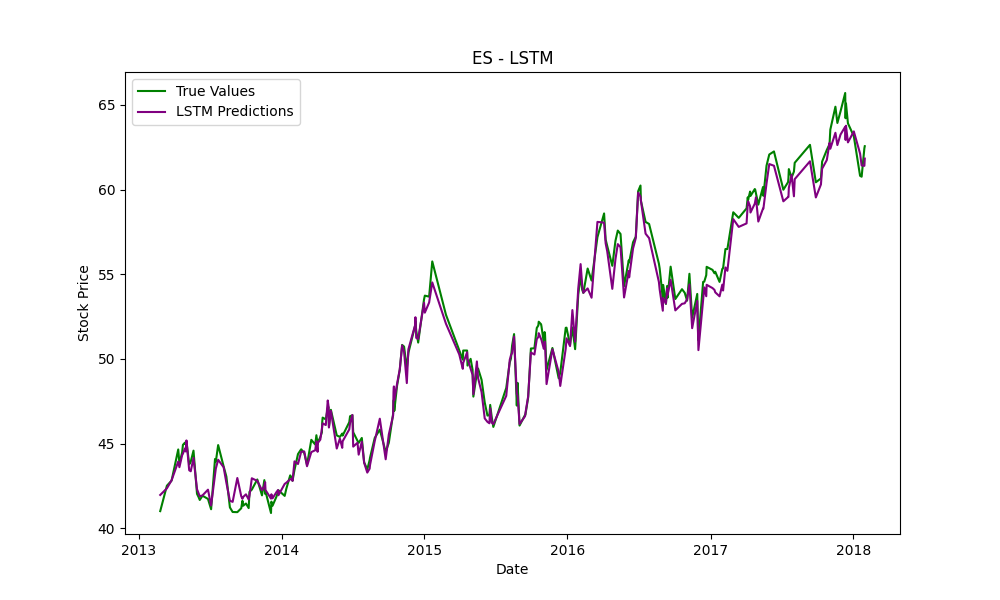 ES - LSTM
True Values
LSTM Predictions
65
60
55
50
45
40
Stock Price
2013 2014 2015 2016 2017 2018
Date